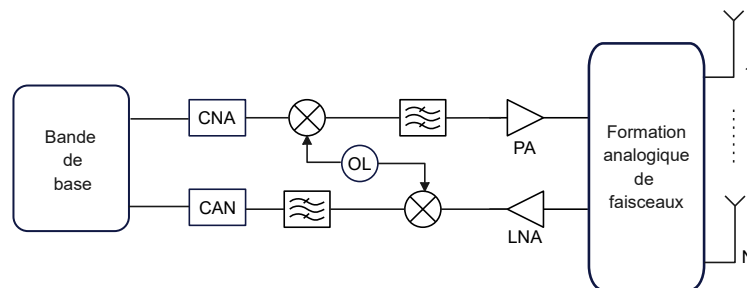 Bande
de
base
CNA
OL
PA
CAN
LNA
Formation
analogique
de
faisceaux
N